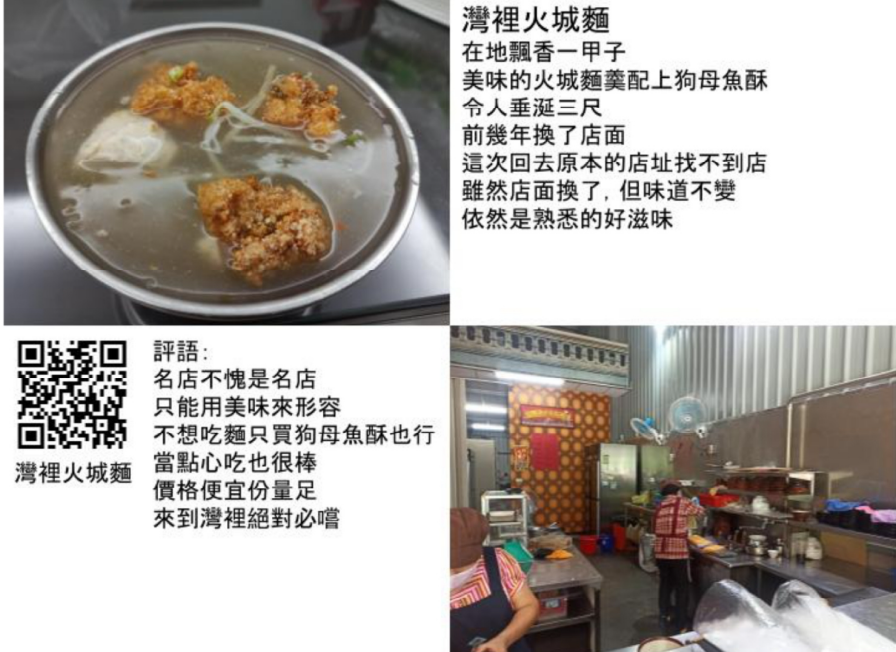 灣裡火城麵
在地飄香一甲子
美味的火城麵羹配上狗母魚酥
令人垂涎三尺
前幾年換了店面
這次回去原本的店址找不到店
雖然店面換了, 但味道不變
依然是熟悉的好滋味
評語:
名店不愧是名店
只能用美味來形容
不想吃麵只買狗母魚酥也行
當點心吃也很棒
價格便宜份量足
來到灣裡絕對必嚐
灣裡火城麵